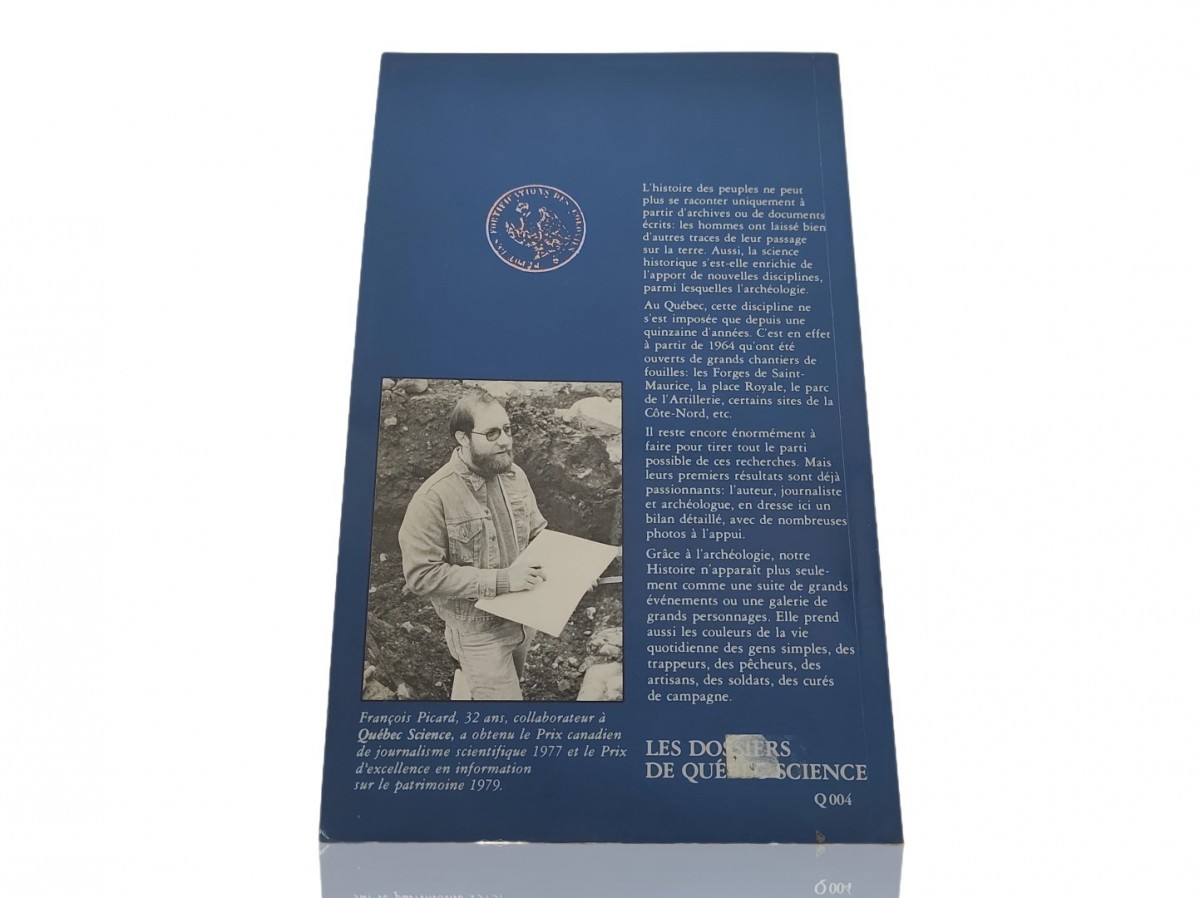 DÉPÔT DES FORTIFICATIONS DES COLONIES
L'histoire des peuples ne peut
plus se raconter uniquement à
partir d'archives ou de documents
écrits: les hommes ont laissé bien
d'autres traces de leur passage
sur la terre. Aussi, la science
historique s'est-elle enrichie de
l'apport de nouvelles disciplines,
parmi lesquelles l'archéologie.
Au Québec, cette discipline ne
s'est imposée que depuis une
quinzaine d'années. C'est en effet
à partir de 1964 qu'ont été
ouverts de grands chantiers de
fouilles: les Forges de Saint-
Maurice, la place Royale, le parc
de l'Artillerie, certains sites de la
Côte-Nord, etc.
Il reste encore énormément à
faire pour tirer tout le parti
possible de ces recherches. Mais
leurs premiers résultats sont déjà
passionnants: l'auteur, journaliste
et archéologue, en dresse ici un
bilan détaillé, avec de nombreuses
photos à l'appui.
Grâce à l'archéologie, notre
Histoire n'apparaît plus seule-
ment comme une suite de grands
événements ou une galerie de
grands personnages. Elle prend
aussi les couleurs de la vie
quotidienne des gens simples, des
trappeurs, des pêcheurs, des
artisans, des soldats, des curés
de campagne.
François Picard, 32 ans, collaborateur à
Québec Science, a obtenu le Prix canadien
de journalisme scientifique 1977 et le Prix
d'excellence en information
sur le patrimoine 1979.
LES DOSSIERS
DE QUÉBEC SCIENCE
Q 004